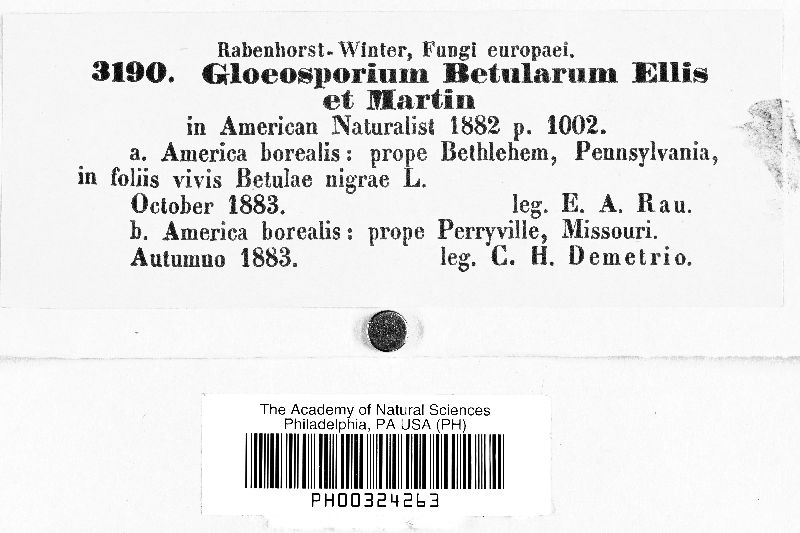 Rabenhorst-Winter, Fungi europaei.
3190. Gloeosporium Betularum Ellis
et Martin
in American Naturalist 1882 p. 1002.
a. America borealis: prope Bethlehem, Pennsylvania,
in foliis vivis Betulae nigrae L.
October 1883. leg. E. A. Rau.
b. America borealis: prope Perryville, Missouri.
Autumno 1883. leg. C. H. Demetrio.
The Academy of Natural Sciences
Philadelphia, PA USA (PH)
PH00324263